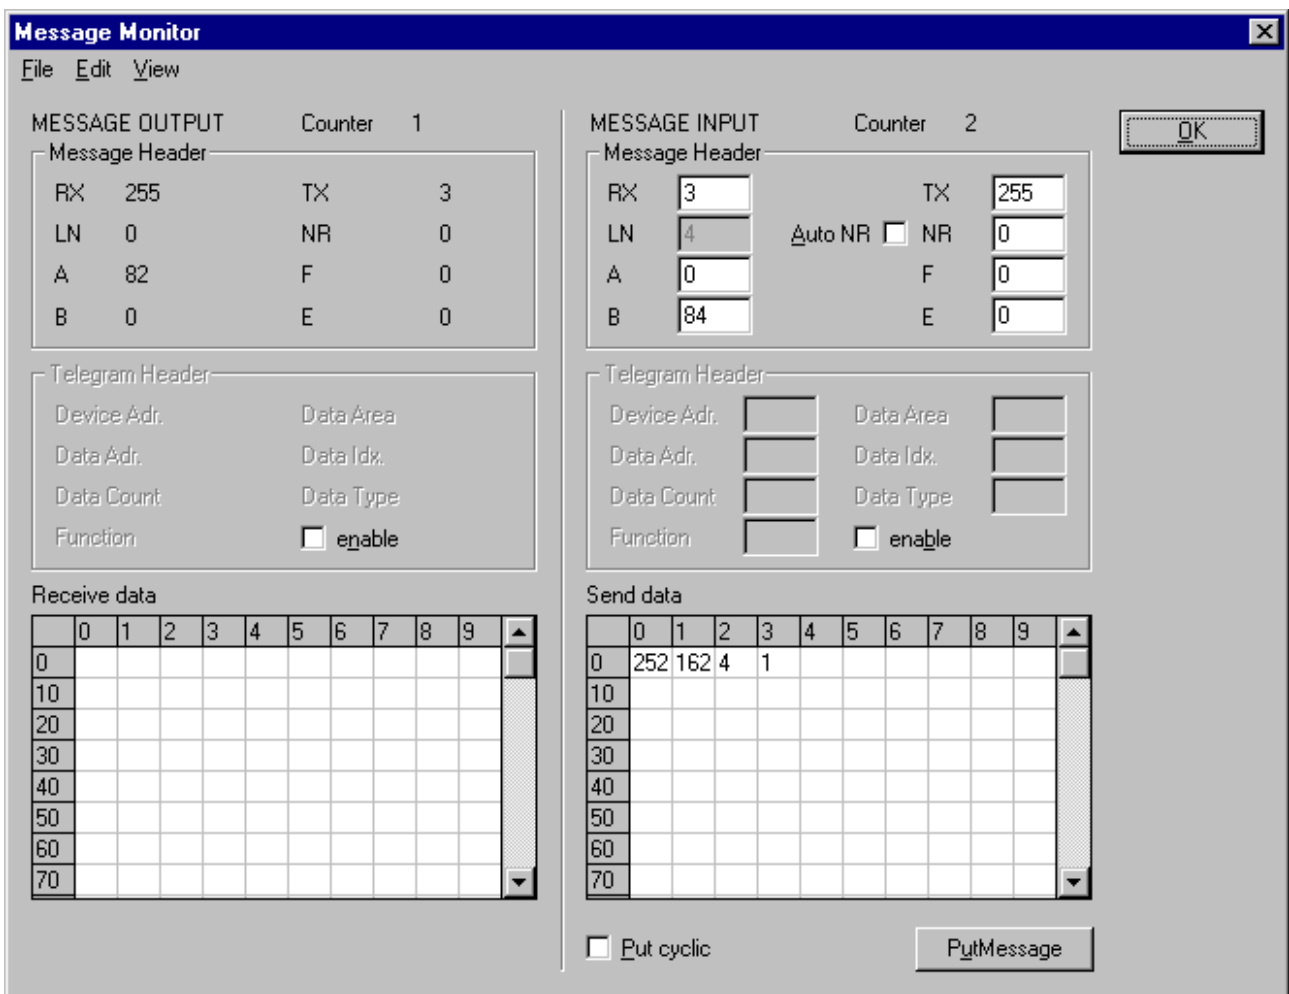 Message Monitor
File Edit View
MESSAGE OUTPUT Counter 1
Message Header
RX 255 TX 3
LN 0 NR 0
A 82 F 0
B 0 E 0
Telegram Header
Device Adr. Data Area
Data Adr. Data Idx.
Data Count Data Type
Function enable
Receive data
0 1 2 3 4 5 6 7 8 9
0
10
20
30
40
50
60
70
MESSAGE INPUT Counter 2
Message Header
RX 3 TX 255
LN 4 Auto NR NR 0
A 0 F 0
B 84 E 0
Telegram Header
Device Adr. Data Area
Data Adr. Data Idx.
Data Count Data Type
Function enable
Send data
0 1 2 3 4 5 6 7 8 9
0 252 162 4 1
10
20
30
40
50
60
70
Put cyclic PutMessage
OK